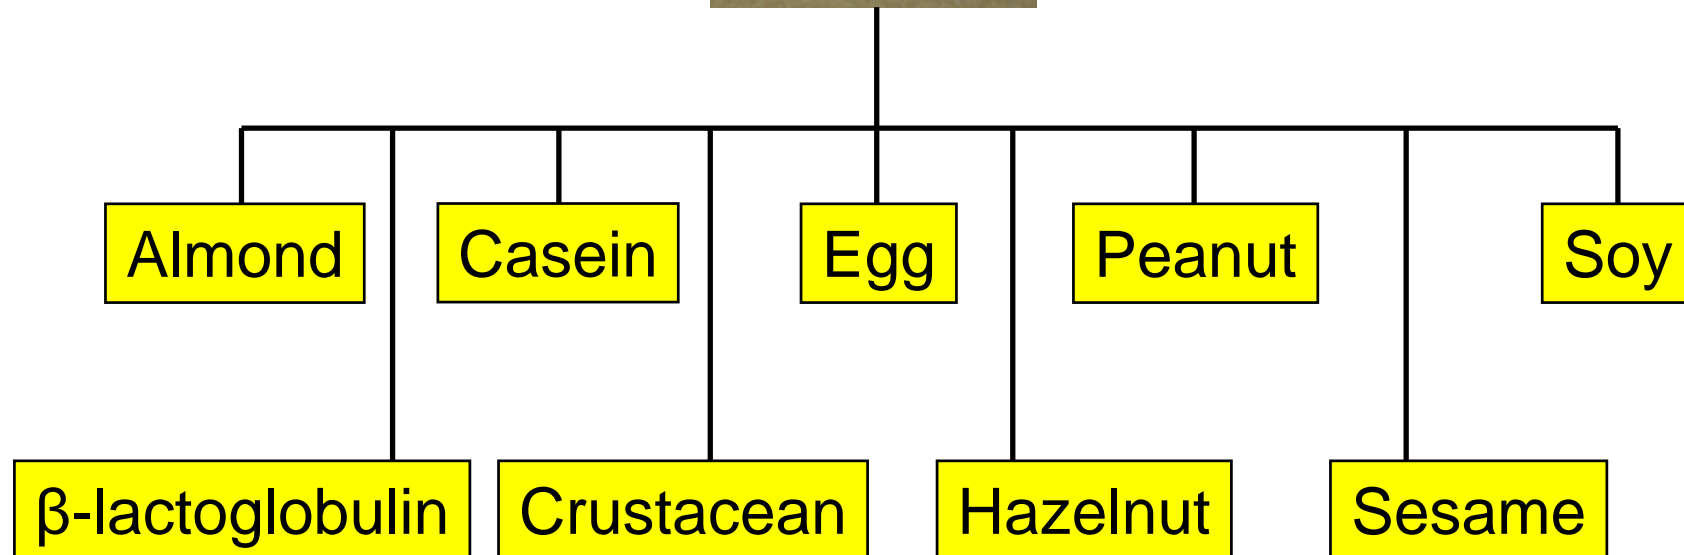 Almond
Casein
Egg
Peanut
Soy
β-lactoglobulin
Crustacean
Hazelnut
Sesame